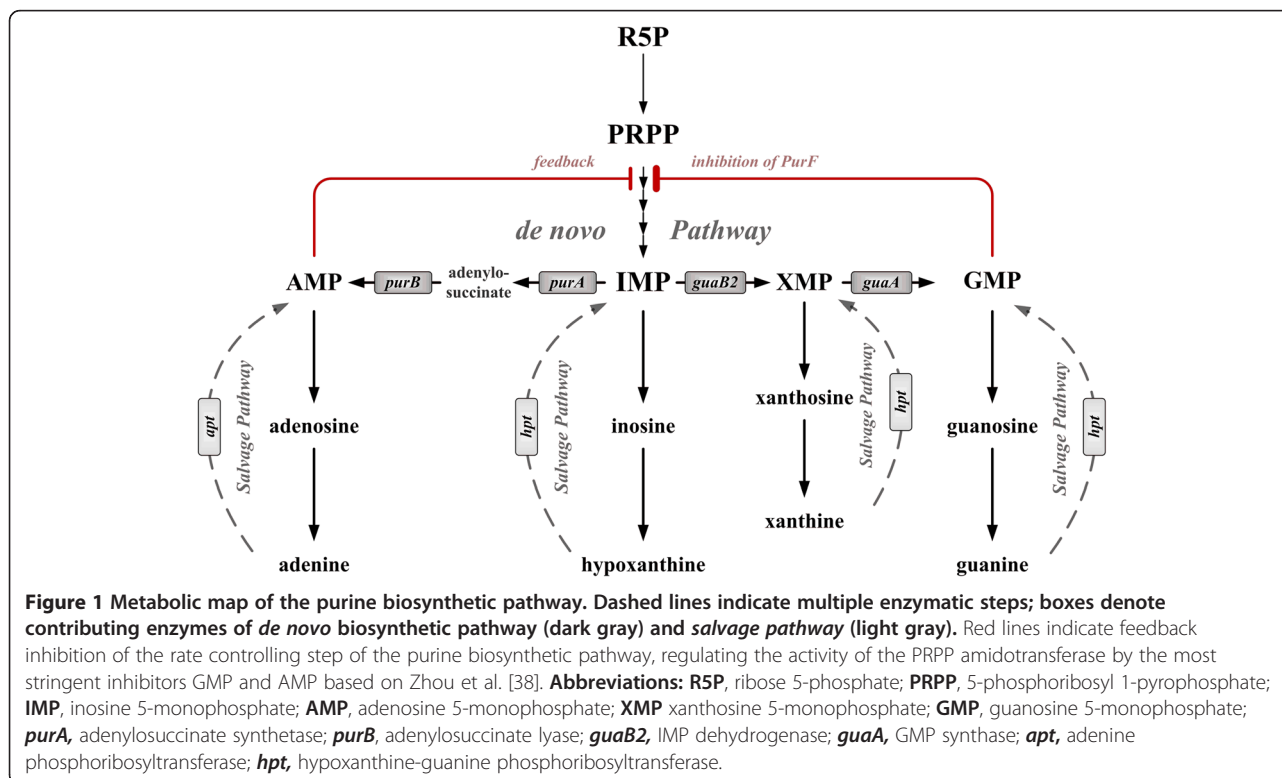 R5P
PRPP
feedback
inhibition of PurF
de novo Pathway
AMP
purB
adenylo-
succinate
purA
IMP
guaB2
XMP
guaA
GMP
apt
Salvage Pathway
adenosine
adenine
hpt
Salvage Pathway
inosine
hypoxanthine
xanthosine
xanthine
Salvage Pathway
hpt
guanosine
guanine
Salvage Pathway
hpt
Figure 1 Metabolic map of the purine biosynthetic pathway. Dashed lines indicate multiple enzymatic steps; boxes denote
contributing enzymes of de novo biosynthetic pathway (dark gray) and salvage pathway (light gray). Red lines indicate feedback
inhibition of the rate controlling step of the purine biosynthetic pathway, regulating the activity of the PRPP amidotransferase by the most
stringent inhibitors GMP and AMP based on Zhou et al. [38]. Abbreviations: R5P, ribose 5-phosphate; PRPP, 5-phosphoribosyl 1-pyrophosphate;
IMP, inosine 5-monophosphate; AMP, adenosine 5-monophosphate; XMP xanthosine 5-monophosphate; GMP, guanosine 5-monophosphate;
purA, adenylosuccinate synthetase; purB, adenylosuccinate lyase; guaB2, IMP dehydrogenase; guaA, GMP synthase; apt, adenine
phosphoribosyltransferase; hpt, hypoxanthine-guanine phosphoribosyltransferase.